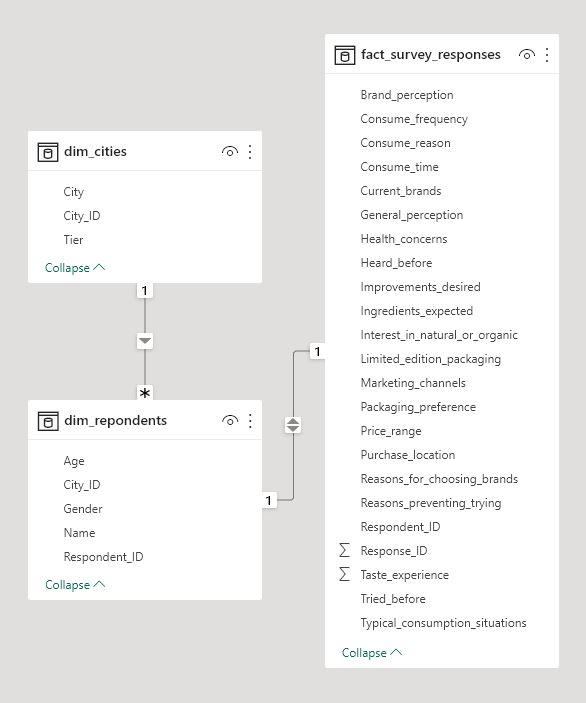 dim_cities
City
City_ID
Tier
Collapse
1
*
dim_repondents
Age
City_ID
Gender
Name
Respondent_ID
Collapse
1
1
fact_survey_responses
Brand_perception
Consume_frequency
Consume_reason
Consume_time
Current_brands
General_perception
Health_concerns
Heard_before
Improvements_desired
Ingredients_expected
Interest_in_natural_or_organic
Limited_edition_packaging
Marketing_channels
Packaging_preference
Price_range
Purchase_location
Reasons_for_choosing_brands
Reasons_preventing_trying
Respondent_ID
∑ Response_ID
∑ Taste_experience
Tried_before
Typical_consumption_situations
Collapse